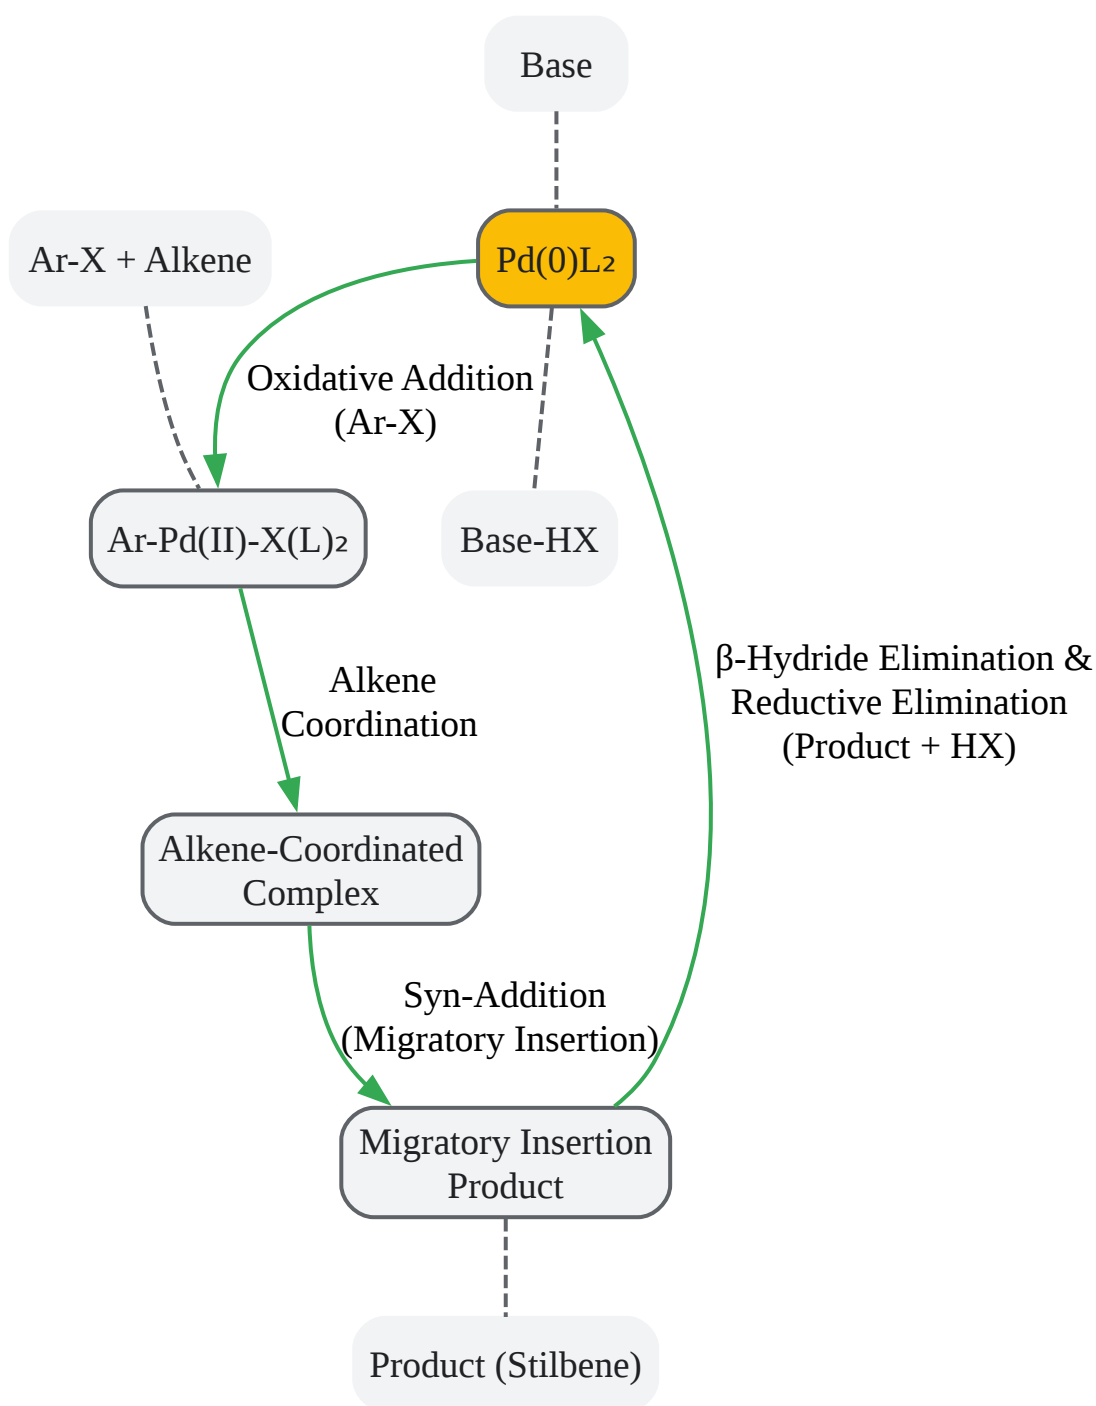 Base
Ar-X + Alkene
Pd(0)L₂
Oxidative Addition
(Ar-X)
Ar-Pd(II)-X(L)₂
Base-HX
β-Hydride Elimination &
Reductive Elimination
(Product + HX)
Alkene
Coordination
Alkene-Coordinated
Complex
Syn-Addition
(Migratory Insertion)
Migratory Insertion
Product
Product (Stilbene)